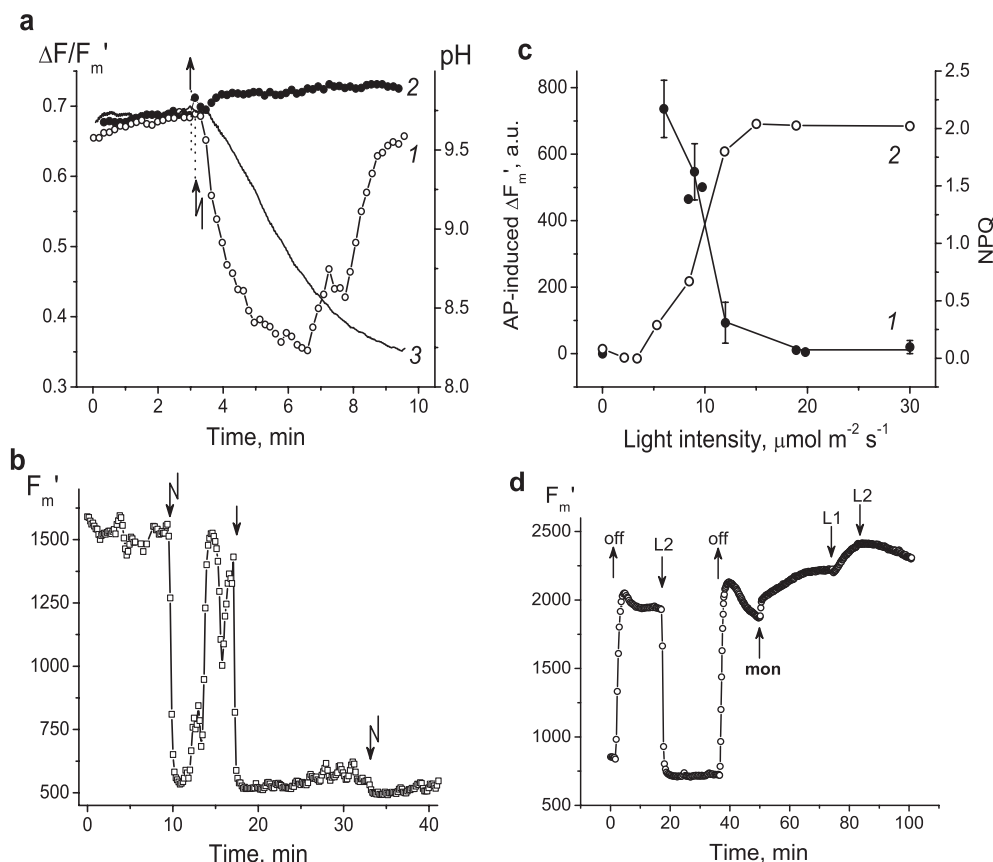 a
ΔF/Fm'
pH
0.7
0.6
0.5
0.4
0.3
9.5
9.0
8.5
8.0
2
1
3
0 2 4 6 8 10
Time, min
c
AP-induced ΔFm', a.u.
800
600
400
200
0
2.5
2.0
1.5
1.0
0.5
0.0
NPQ
2
1
0 10 20 30
Light intensity, μmol m-2 s-1
b
Fm'
1500
1250
1000
750
500
0 10 20 30 40
Time, min
d
Fm'
2500
2000
1500
1000
500
off
L2
off
mon
L1
L2
0 20 40 60 80 100
Time, min